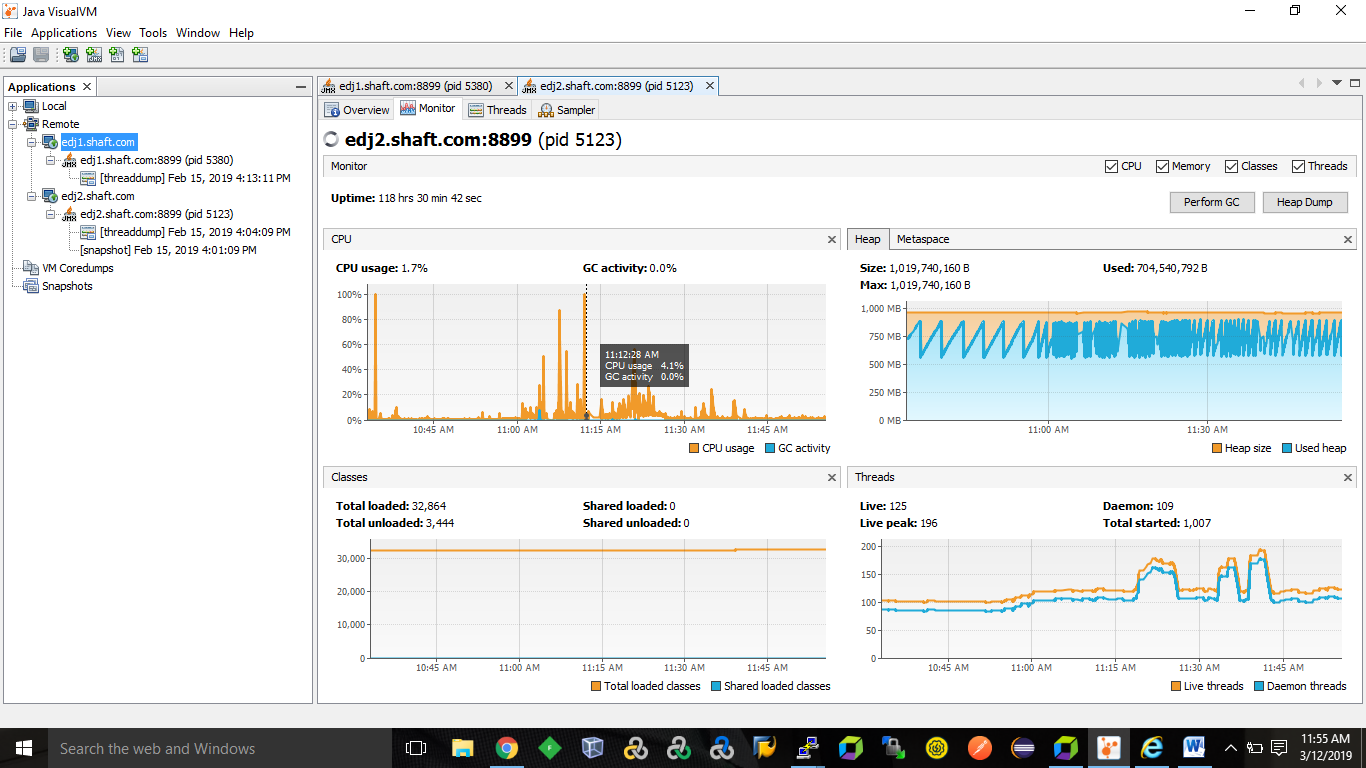 Java VisualVM
File Applications View Tools Window Help
Applications
Local
Remote
edj1.shaft.com
edj1.shaft.com:8899 (pid 5380)
[threaddump] Feb 15, 2019 4:13:11 PM
edj2.shaft.com
edj2.shaft.com:8899 (pid 5123)
[threaddump] Feb 15, 2019 4:04:09 PM
[snapshot] Feb 15, 2019 4:01:09 PM
VM Coredumps
Snapshots
edj1.shaft.com:8899 (pid 5380) edj2.shaft.com:8899 (pid 5123)
Overview Monitor Threads Sampler
edj2.shaft.com:8899 (pid 5123)
Monitor CPU Memory Classes Threads
Uptime: 118 hrs 30 min 42 sec
Perform GC Heap Dump
CPU
CPU usage: 1.7% GC activity: 0.0%
100%
80%
60%
40%
20%
0%
11:12:28 AM
CPU usage 4.1%
GC activity 0.0%
10:45 AM 11:00 AM 11:15 AM 11:30 AM 11:45 AM
CPU usage GC activity
Heap Metaspace
Size: 1,019,740,160 B Used: 704,540,792 B
Max: 1,019,740,160 B
1,000 MB
750 MB
500 MB
250 MB
0 MB
11:00 AM 11:30 AM
Heap size Used heap
Classes
Total loaded: 32,864 Shared loaded: 0
Total unloaded: 3,444 Shared unloaded: 0
30,000
20,000
10,000
0
10:45 AM 11:00 AM 11:15 AM 11:30 AM 11:45 AM
Total loaded classes Shared loaded classes
Threads
Live: 125 Daemon: 109
Live peak: 196 Total started: 1,007
200
150
100
50
0
10:45 AM 11:00 AM 11:15 AM 11:30 AM 11:45 AM
Live threads Daemon threads
Search the web and Windows
11:55 AM
3/12/2019